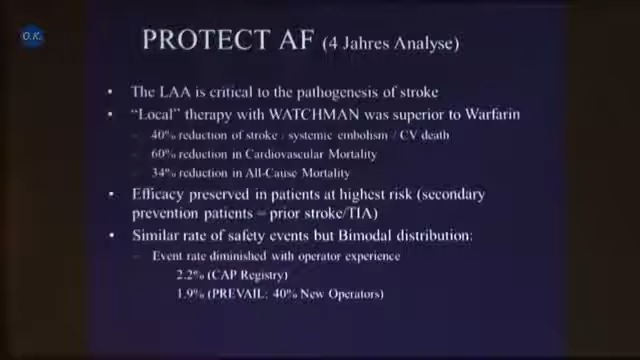 O.K.
PROTECT AF (4 Jahres Analyse)
• The LAA is critical to the pathogenesis of stroke
• “Local” therapy with WATCHMAN was superior to Warfarin
– 40% reduction of stroke / systemic embolism / CV death
– 60% reduction in Cardiovascular Mortality
– 34% reduction in All-Cause Mortality
• Efficacy preserved in patients at highest risk (secondary
prevention patients = prior stroke/TIA)
• Similar rate of safety events but Bimodal distribution:
– Event rate diminished with operator experience
2.2% (CAP Registry)
1.9% (PREVAIL: 40% New Operators)